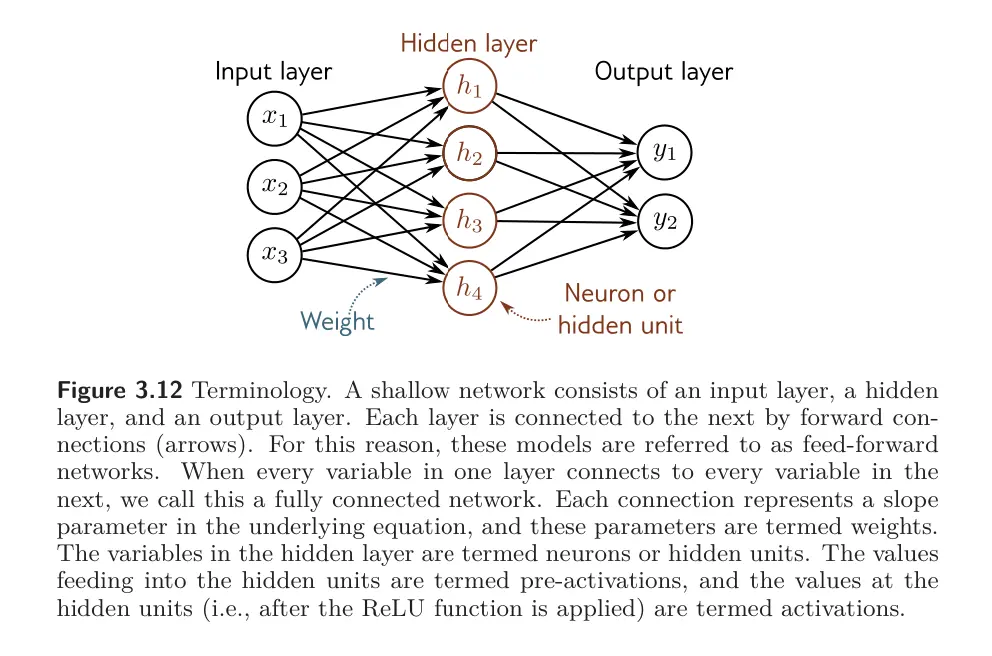 Hidden layer
Input layer
Output layer
x1
x2
x3
h1
h2
h3
h4
y1
y2
Weight
Neuron or
hidden unit
Figure 3.12 Terminology. A shallow network consists of an input layer, a hidden
layer, and an output layer. Each layer is connected to the next by forward con-
nections (arrows). For this reason, these models are referred to as feed-forward
networks. When every variable in one layer connects to every variable in the
next, we call this a fully connected network. Each connection represents a slope
parameter in the underlying equation, and these parameters are termed weights.
The variables in the hidden layer are termed neurons or hidden units. The values
feeding into the hidden units are termed pre-activations, and the values at the
hidden units (i.e., after the ReLU function is applied) are termed activations.